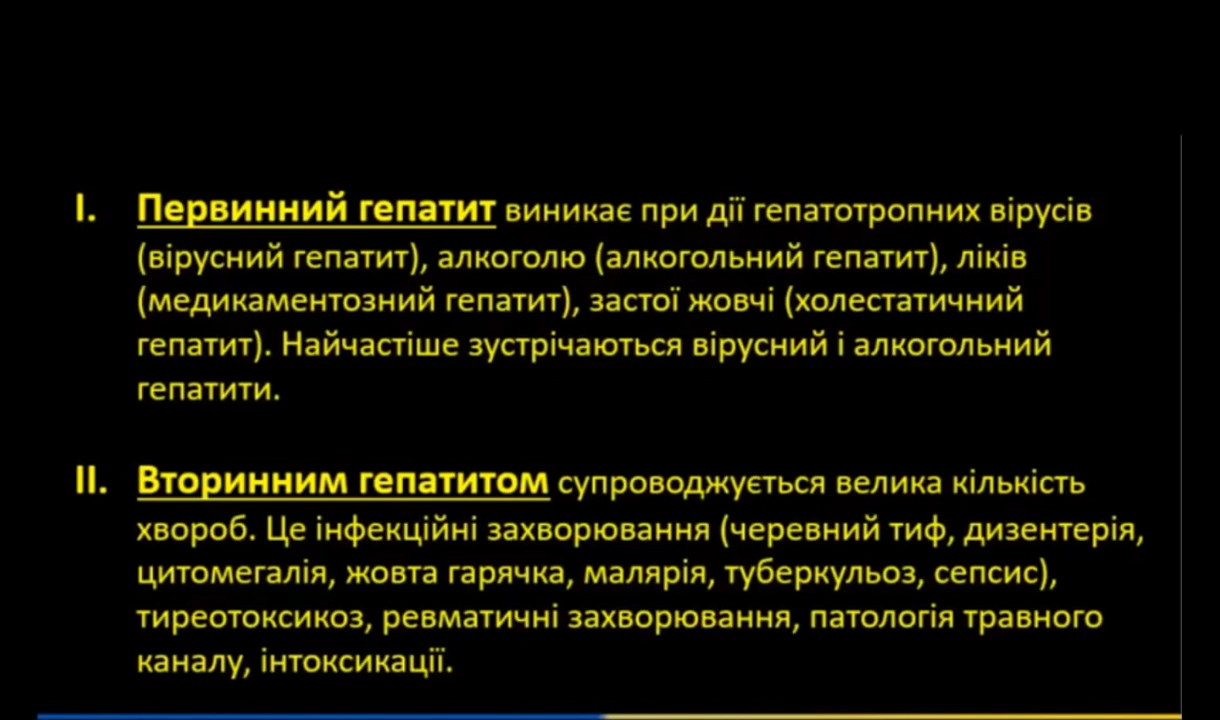 I. Первинний гепатит виникає при дії гепатотропних вірусів
(вірусний гепатит), алкоголю (алкогольний гепатит), ліків
(медикаментозний гепатит), застої жовчі (холестатичний
гепатит). Найчастіше зустрічаються вірусний і алкогольний
гепатити.
II. Вторинним гепатитом супроводжується велика кількість
хвороб. Це інфекційні захворювання (черевний тиф, дизентерія,
цитомегалія, жовта гарячка, малярія, туберкульоз, сепсис),
тиреотоксикоз, ревматичні захворювання, патологія травного
каналу, інтоксикації.